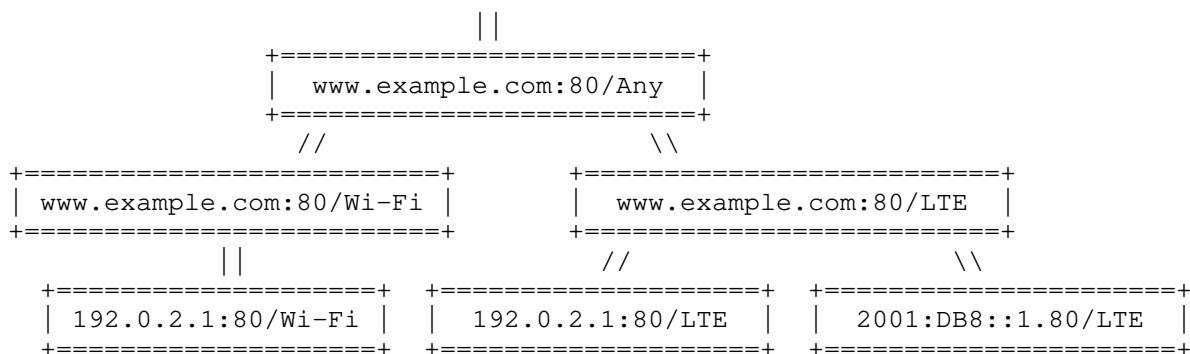 ||
+==========================+
| www.example.com:80/Any |
+==========================+
// \\
+==========================+ +==========================+
| www.example.com:80/Wi-Fi | | www.example.com:80/LTE |
+==========================+ +==========================+
|| // \\
+====================+ +====================+ +======================+
| 192.0.2.1:80/Wi-Fi | | 192.0.2.1:80/LTE | | 2001:DB8::1.80/LTE |
+====================+ +====================+ +======================+